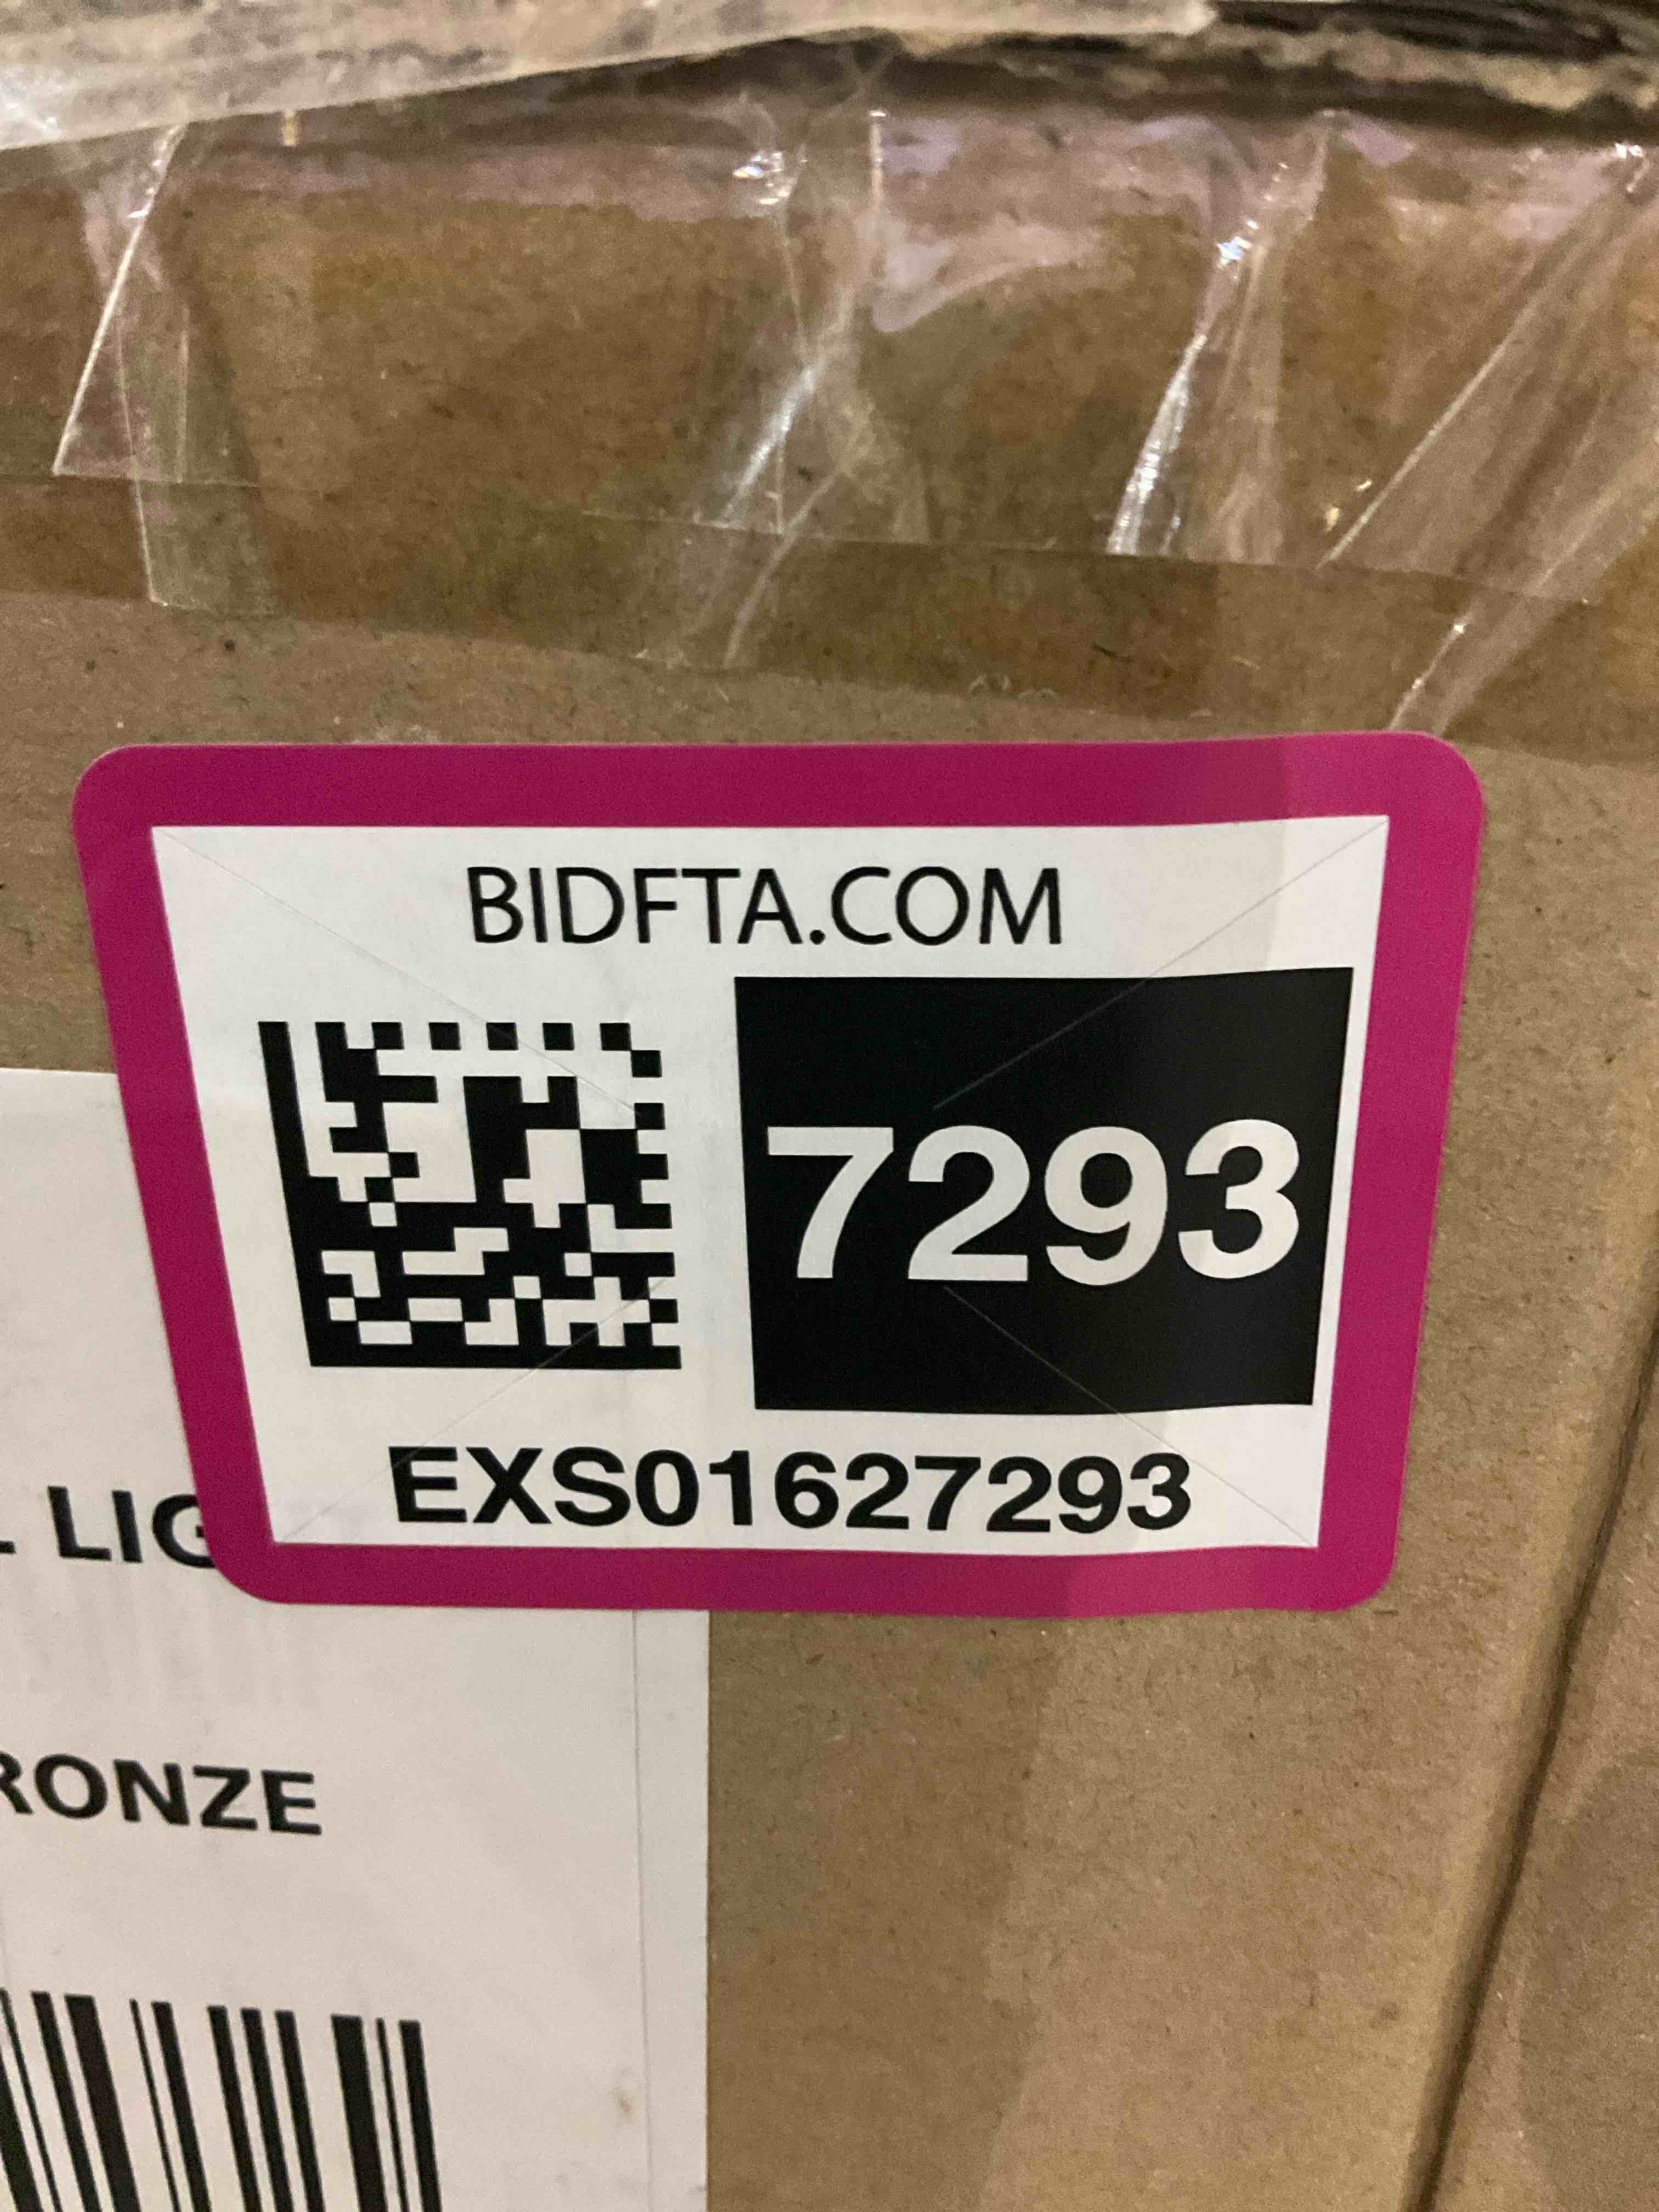 BIDFTA.COM
7293
EXS01627293
LIG
RONZE